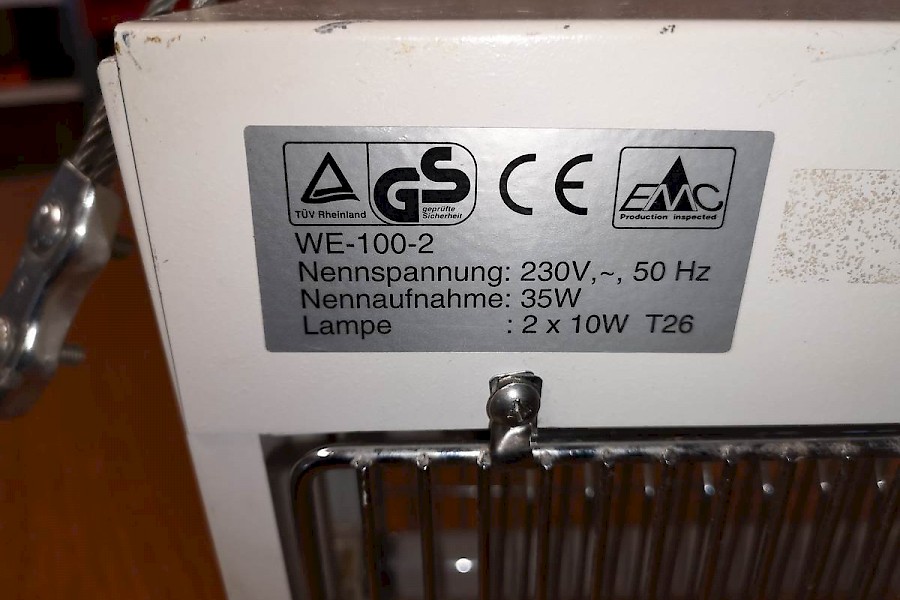 TÜV Rheinland
GS
geprüfte
Sicherheit
CE
EMC
Production inspected
WE-100-2
Nennspannung: 230V,~, 50 Hz
Nennaufnahme: 35W
Lampe : 2 x 10W T26